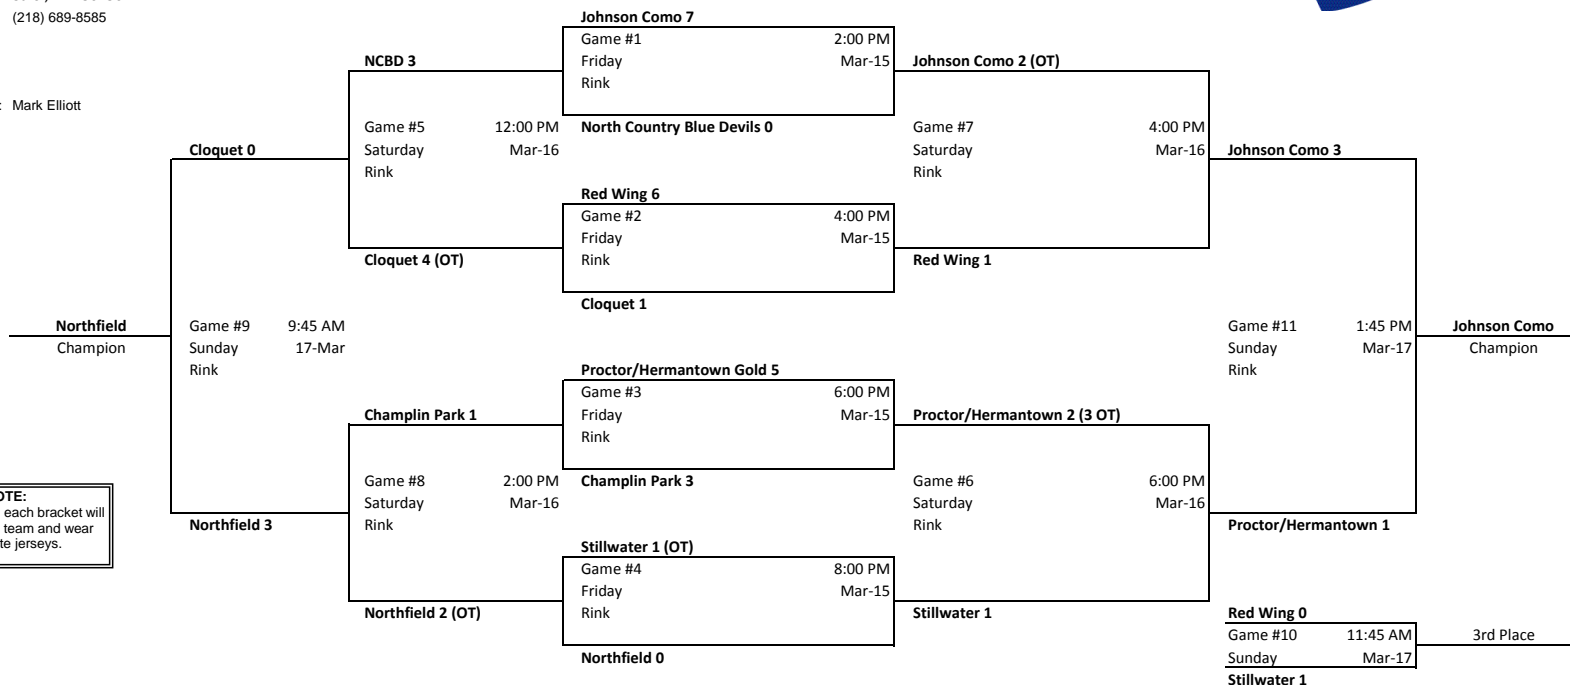 (218) 689-8585
: Mark Elliott
Johnson Como 7
Game #1 2:00 PM
Friday Mar-15
Rink
North Country Blue Devils 0
NCBD 3
Game #5 12:00 PM
Saturday Mar-16
Rink
Cloquet 4 (OT)
Cloquet 0
Red Wing 6
Game #2 4:00 PM
Friday Mar-15
Rink
Cloquet 1
Johnson Como 2 (OT)
Game #7 4:00 PM
Saturday Mar-16
Rink
Red Wing 1
Johnson Como 3
Northfield
Champion
Game #9 9:45 AM
Sunday 17-Mar
Rink
Game #11 1:45 PM
Sunday Mar-17
Rink
Johnson Como
Champion
Proctor/Hermantown Gold 5
Game #3 6:00 PM
Friday Mar-15
Rink
Champlin Park 3
Champlin Park 1
Game #8 2:00 PM
Saturday Mar-16
Rink
Northfield 2 (OT)
Northfield 3
Stillwater 1 (OT)
Game #4 8:00 PM
Friday Mar-15
Rink
Northfield 0
Proctor/Hermantown 2 (3 OT)
Game #6 6:00 PM
Saturday Mar-16
Rink
Stillwater 1
Proctor/Hermantown 1
Red Wing 0
Game #10 11:45 AM
Sunday Mar-17
Stillwater 1
3rd Place
OTE:
each bracket will
team and wear
te jerseys.